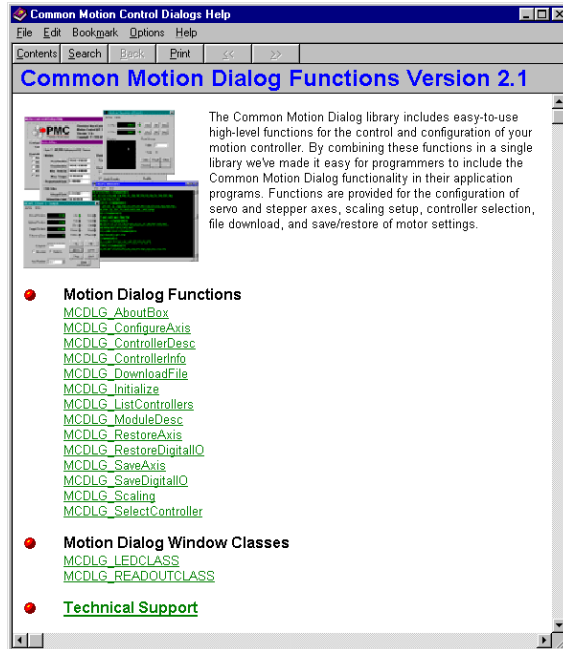 Common Motion Control Dialogs Help
File Edit Bookmark Options Help
Contents Search Back Print << >>
Common Motion Dialog Functions Version 2.1
PMC
The Common Motion Dialog library includes easy-to-use
high-level functions for the control and configuration of your
motion controller. By combining these functions in a single
library we've made it easy for programmers to include the
Common Motion Dialog functionality in their application
programs. Functions are provided for the configuration of
servo and stepper axes, scaling setup, controller selection,
file download, and save/restore of motor settings.
Motion Dialog Functions
MCDLG_AboutBox
MCDLG_ConfigureAxis
MCDLG_ControllerDesc
MCDLG_ControllerInfo
MCDLG_DownloadFile
MCDLG_Initialize
MCDLG_ListControllers
MCDLG_ModuleDesc
MCDLG_RestoreAxis
MCDLG_RestoreDigitalIO
MCDLG_SaveAxis
MCDLG_SaveDigitalIO
MCDLG_Scaling
MCDLG_SelectController
Motion Dialog Window Classes
MCDLG_LEDCLASS
MCDLG_READOUTCLASS
Technical Support